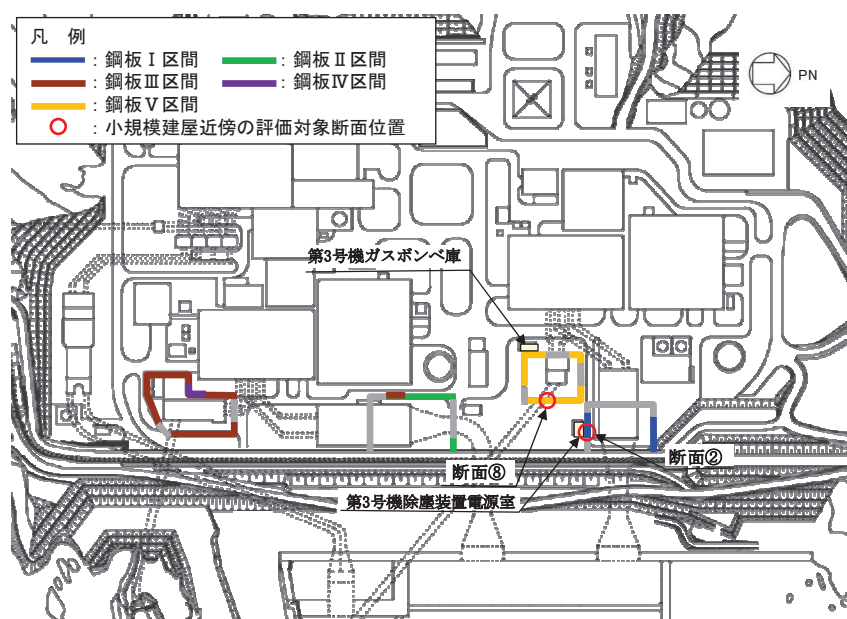 凡 例
: 鋼板Ⅰ区間 : 鋼板Ⅱ区間
: 鋼板Ⅲ区間 : 鋼板Ⅳ区間
: 鋼板Ⅴ区間
: 小規模建屋近傍の評価対象断面位置
PN
第3号機ガスボンベ庫
断面②
断面⑧
第3号機除塵装置電源室